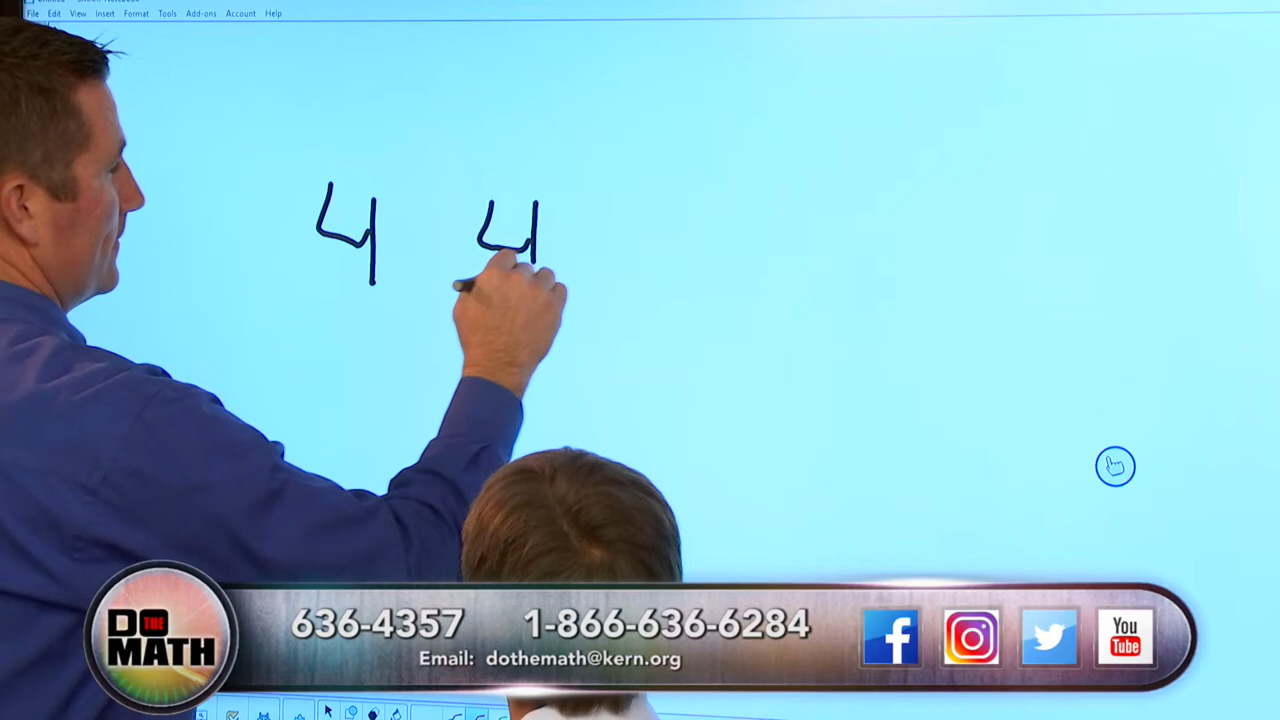 File Edit View Insert Format Tools Add-ons Account Help
4 4
DO THE MATH
636-4357 1-866-636-6284
Email: dothemath@kern.org
You Tube